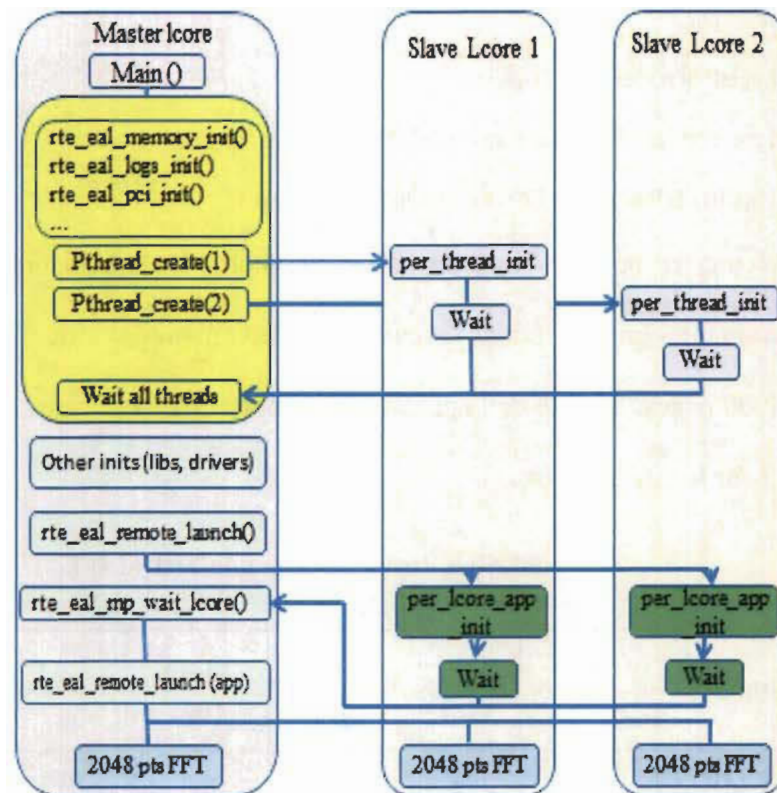 Master lcore
Main ()
rte_eal_memory_init()
rte_eal_logs_init()
rte_eal_pci_init()
...
Pthread_create(1)
Pthread_create(2)
Wait all threads
Other inits (libs, drivers)
rte_eal_remote_launch()
rte_eal_mp_wait_lcore()
rte_eal_remote_launch (app)
2048 pts FFT
Slave Lcore 1
per_thread_init
Wait
per_lcore_app
_init
Wait
2048 pts FFT
Slave Lcore 2
per_thread_init
Wait
per_lcore_app
_init
Wait
2048 pts FFT